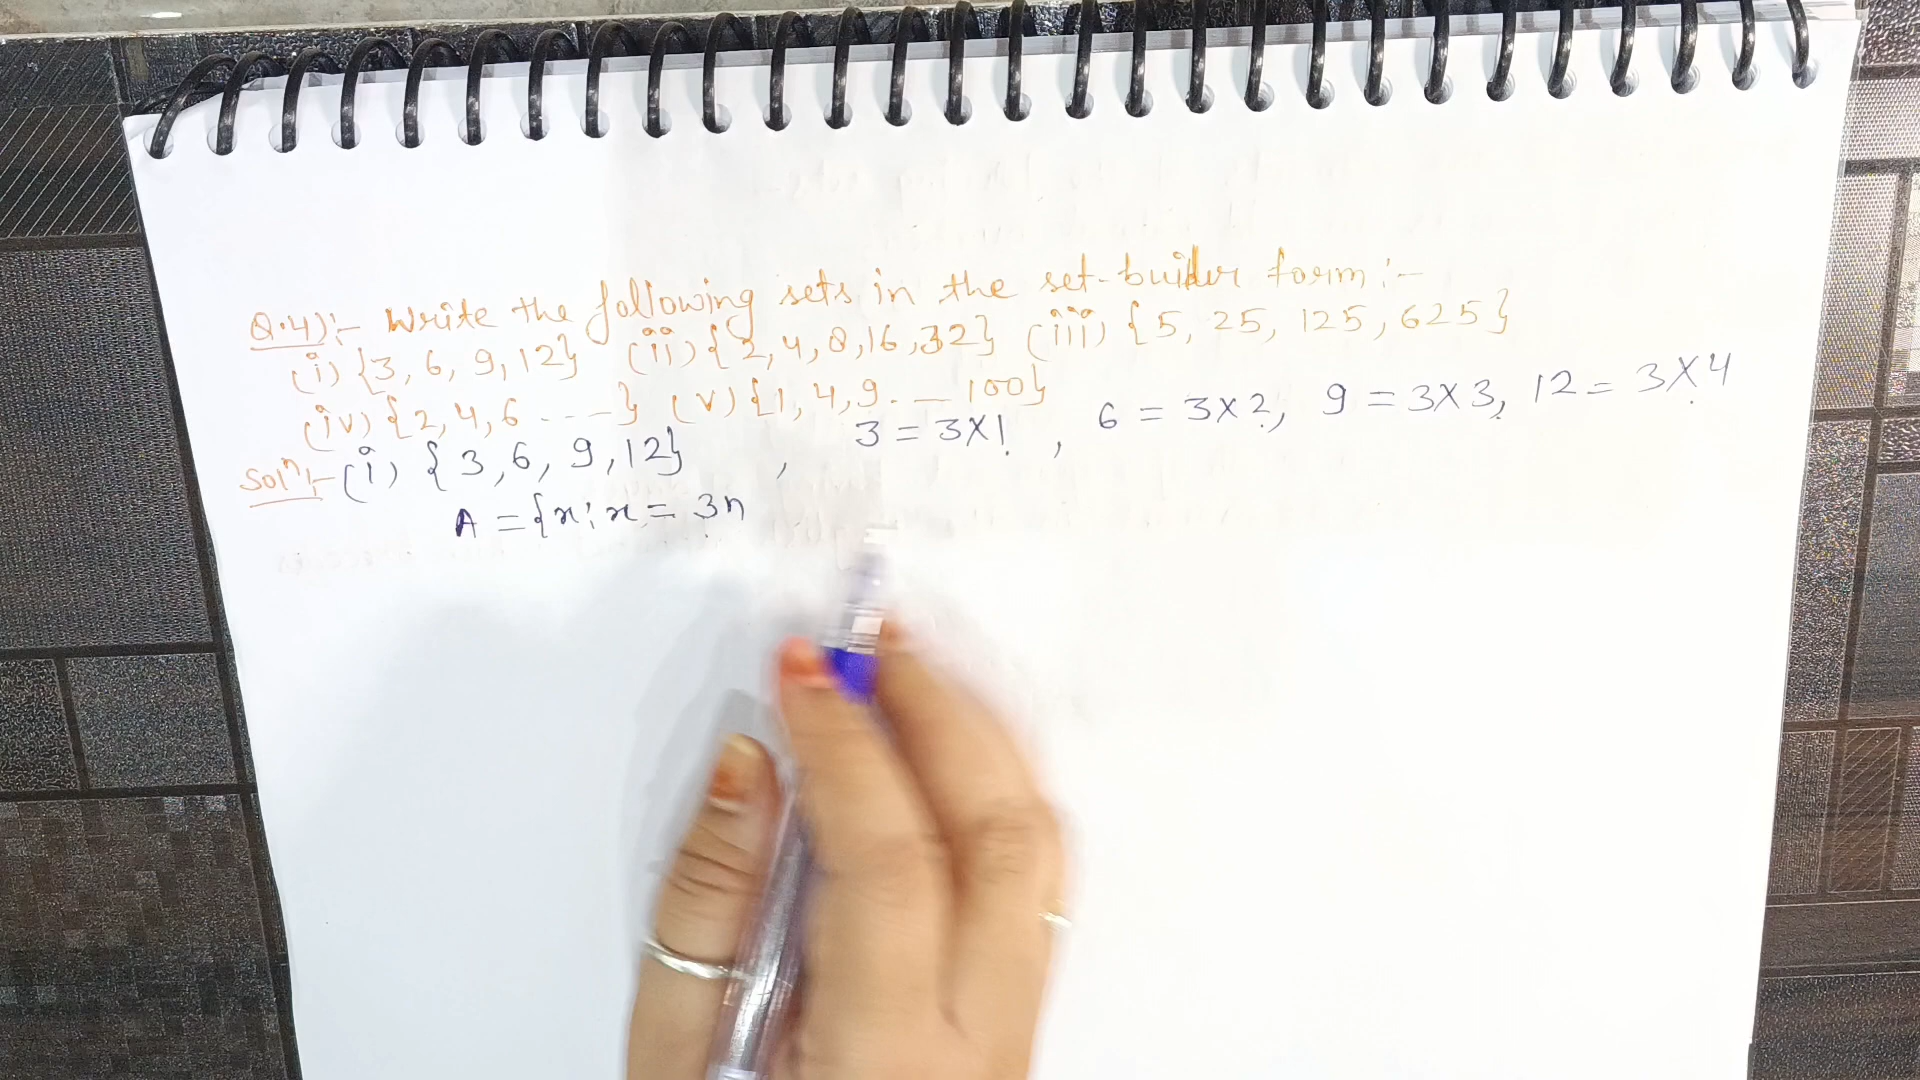 Q.4):- Write the following sets in the set-builder form:-
(i) {3, 6, 9, 12} (ii) {2, 4, 8, 16, 32} (iii) {5, 25, 125, 625}
(iv) {2, 4, 6 ----} (v) {1, 4, 9. __ 100}
Solⁿ:- (i) {3, 6, 9, 12} , 3 = 3×1 , 6 = 3×2, 9 = 3×3, 12 = 3×4
A = {x : x = 3n